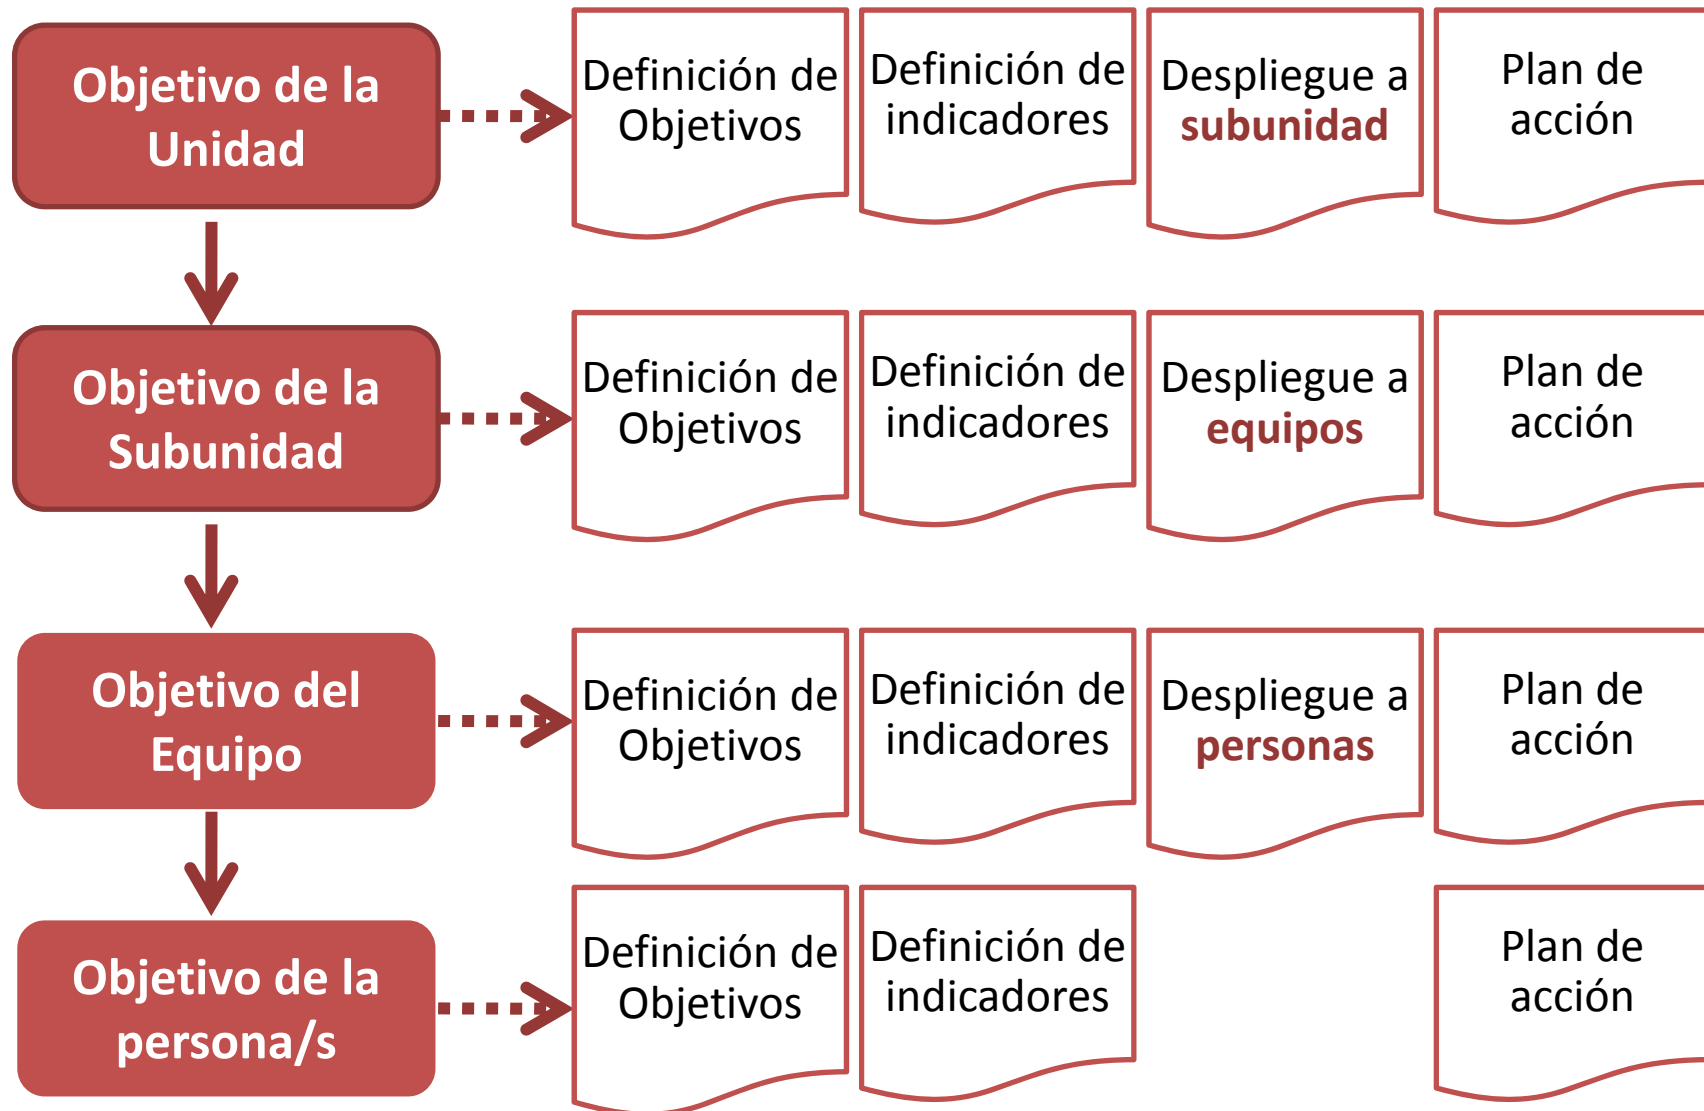 Objetivo de la
Unidad
Definición de
Objetivos
Definición de
indicadores
Despliegue a
subunidad
Plan de
acción
Objetivo de la
Subunidad
Definición de
Objetivos
Definición de
indicadores
Despliegue a
equipos
Plan de
acción
Objetivo del
Equipo
Definición de
Objetivos
Definición de
indicadores
Despliegue a
personas
Plan de
acción
Objetivo de la
persona/s
Definición de
Objetivos
Definición de
indicadores
Plan de
acción